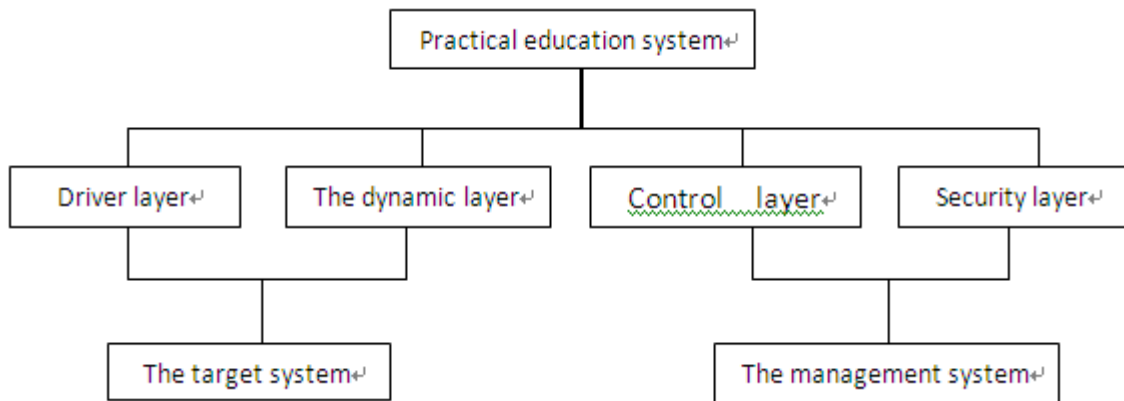 Practical education system↵
Driver layer↵
The dynamic layer↵
Control layer↵
Security layer↵
The target system↵
The management system↵